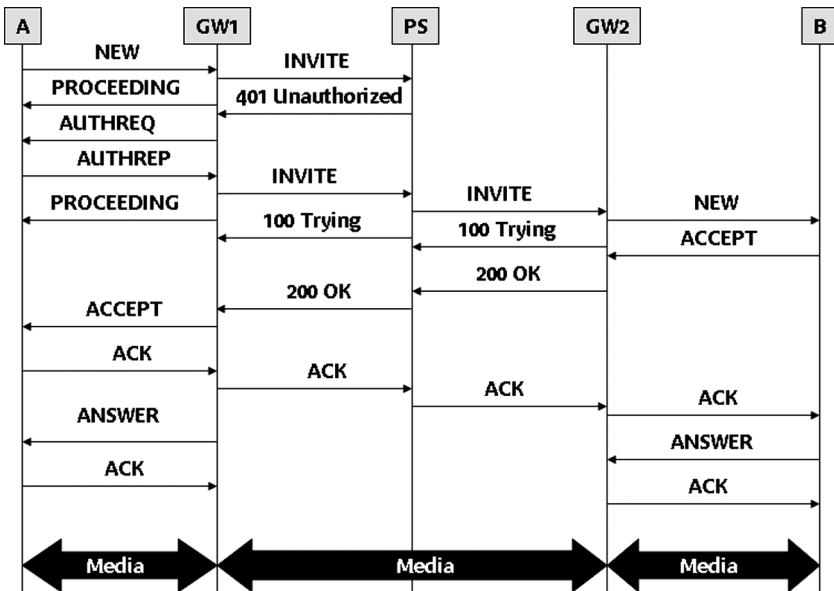 A GW1 PS GW2 B
NEW
INVITE
PROCEEDING
401 Unauthorized
AUTHREQ
AUTHREP
INVITE
INVITE
PROCEEDING
NEW
100 Trying
100 Trying
ACCEPT
200 OK
200 OK
ACCEPT
ACK
ACK
ACK
ACK
ANSWER
ANSWER
ACK
ACK
Media Media Media